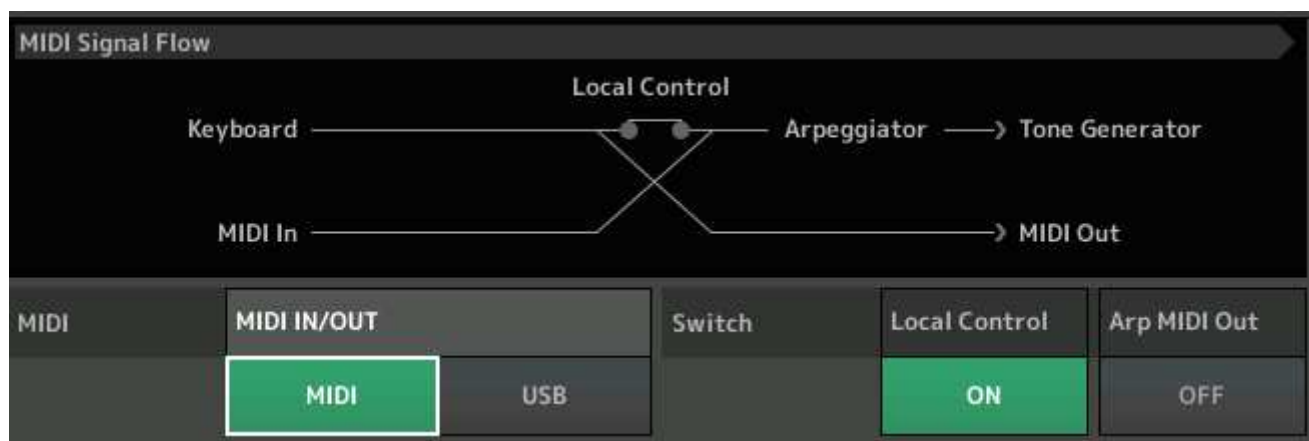 MIDI Signal Flow
Local Control
Keyboard Arpeggiator Tone Generator
MIDI In MIDI Out
MIDI MIDI IN/OUT Switch Local Control Arp MIDI Out
MIDI USB ON OFF